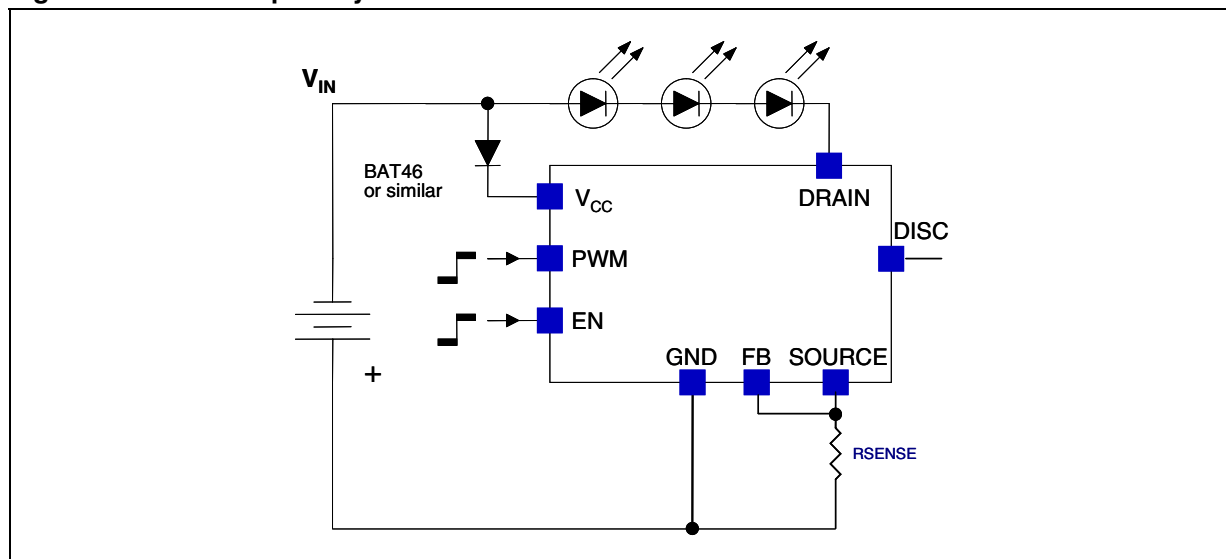 V_IN
BAT46
or similar
V_CC
DRAIN
DISC
PWM
EN
GND FB SOURCE
+
RSENSE